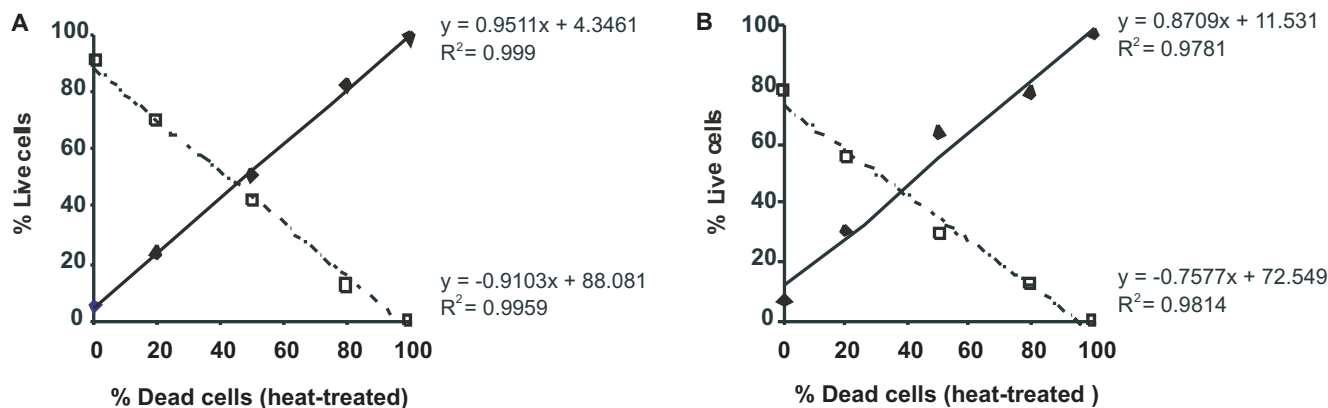 A
y = 0.9511x + 4.3461
R² = 0.999
100
80
60
40
20
0
% Live cells
y = -0.9103x + 88.081
R² = 0.9959
0 20 40 60 80 100
% Dead cells (heat-treated)
B
y = 0.8709x + 11.531
R² = 0.9781
100
80
60
40
20
0
% Live cells
y = -0.7577x + 72.549
R² = 0.9814
0 20 40 60 80 100
% Dead cells (heat-treated )